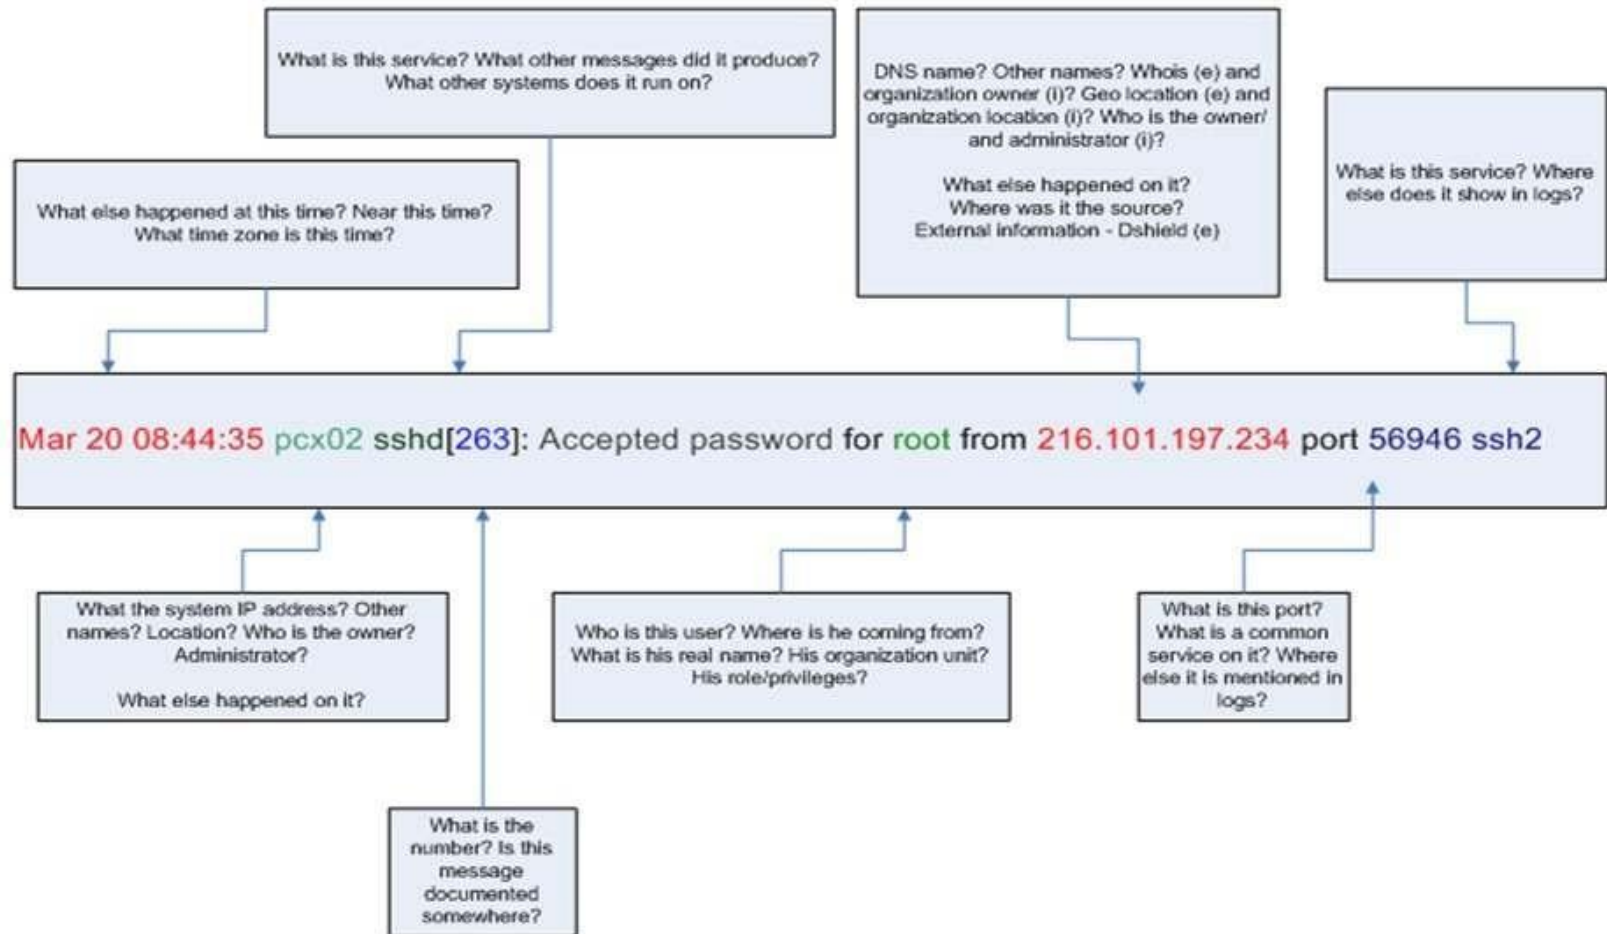 What is this service? What other messages did it produce?
What other systems does it run on?
DNS name? Other names? Whois (e) and
organization owner (i)? Geo location (e) and
organization location (i)? Who is the owner/
and administrator (i)?
What else happened on it?
Where was it the source?
External information - Dshield (e)
What is this service? Where
else does it show in logs?
What else happened at this time? Near this time?
What time zone is this time?
Mar 20 08:44:35 pcx02 sshd[263]: Accepted password for root from 216.101.197.234 port 56946 ssh2
What the system IP address? Other
names? Location? Who is the owner?
Administrator?
What else happened on it?
Who is this user? Where is he coming from?
What is his real name? His organization unit?
His role/privileges?
What is this port?
What is a common
service on it? Where
else it is mentioned in
logs?
What is the
number? Is this
message
documented
somewhere?